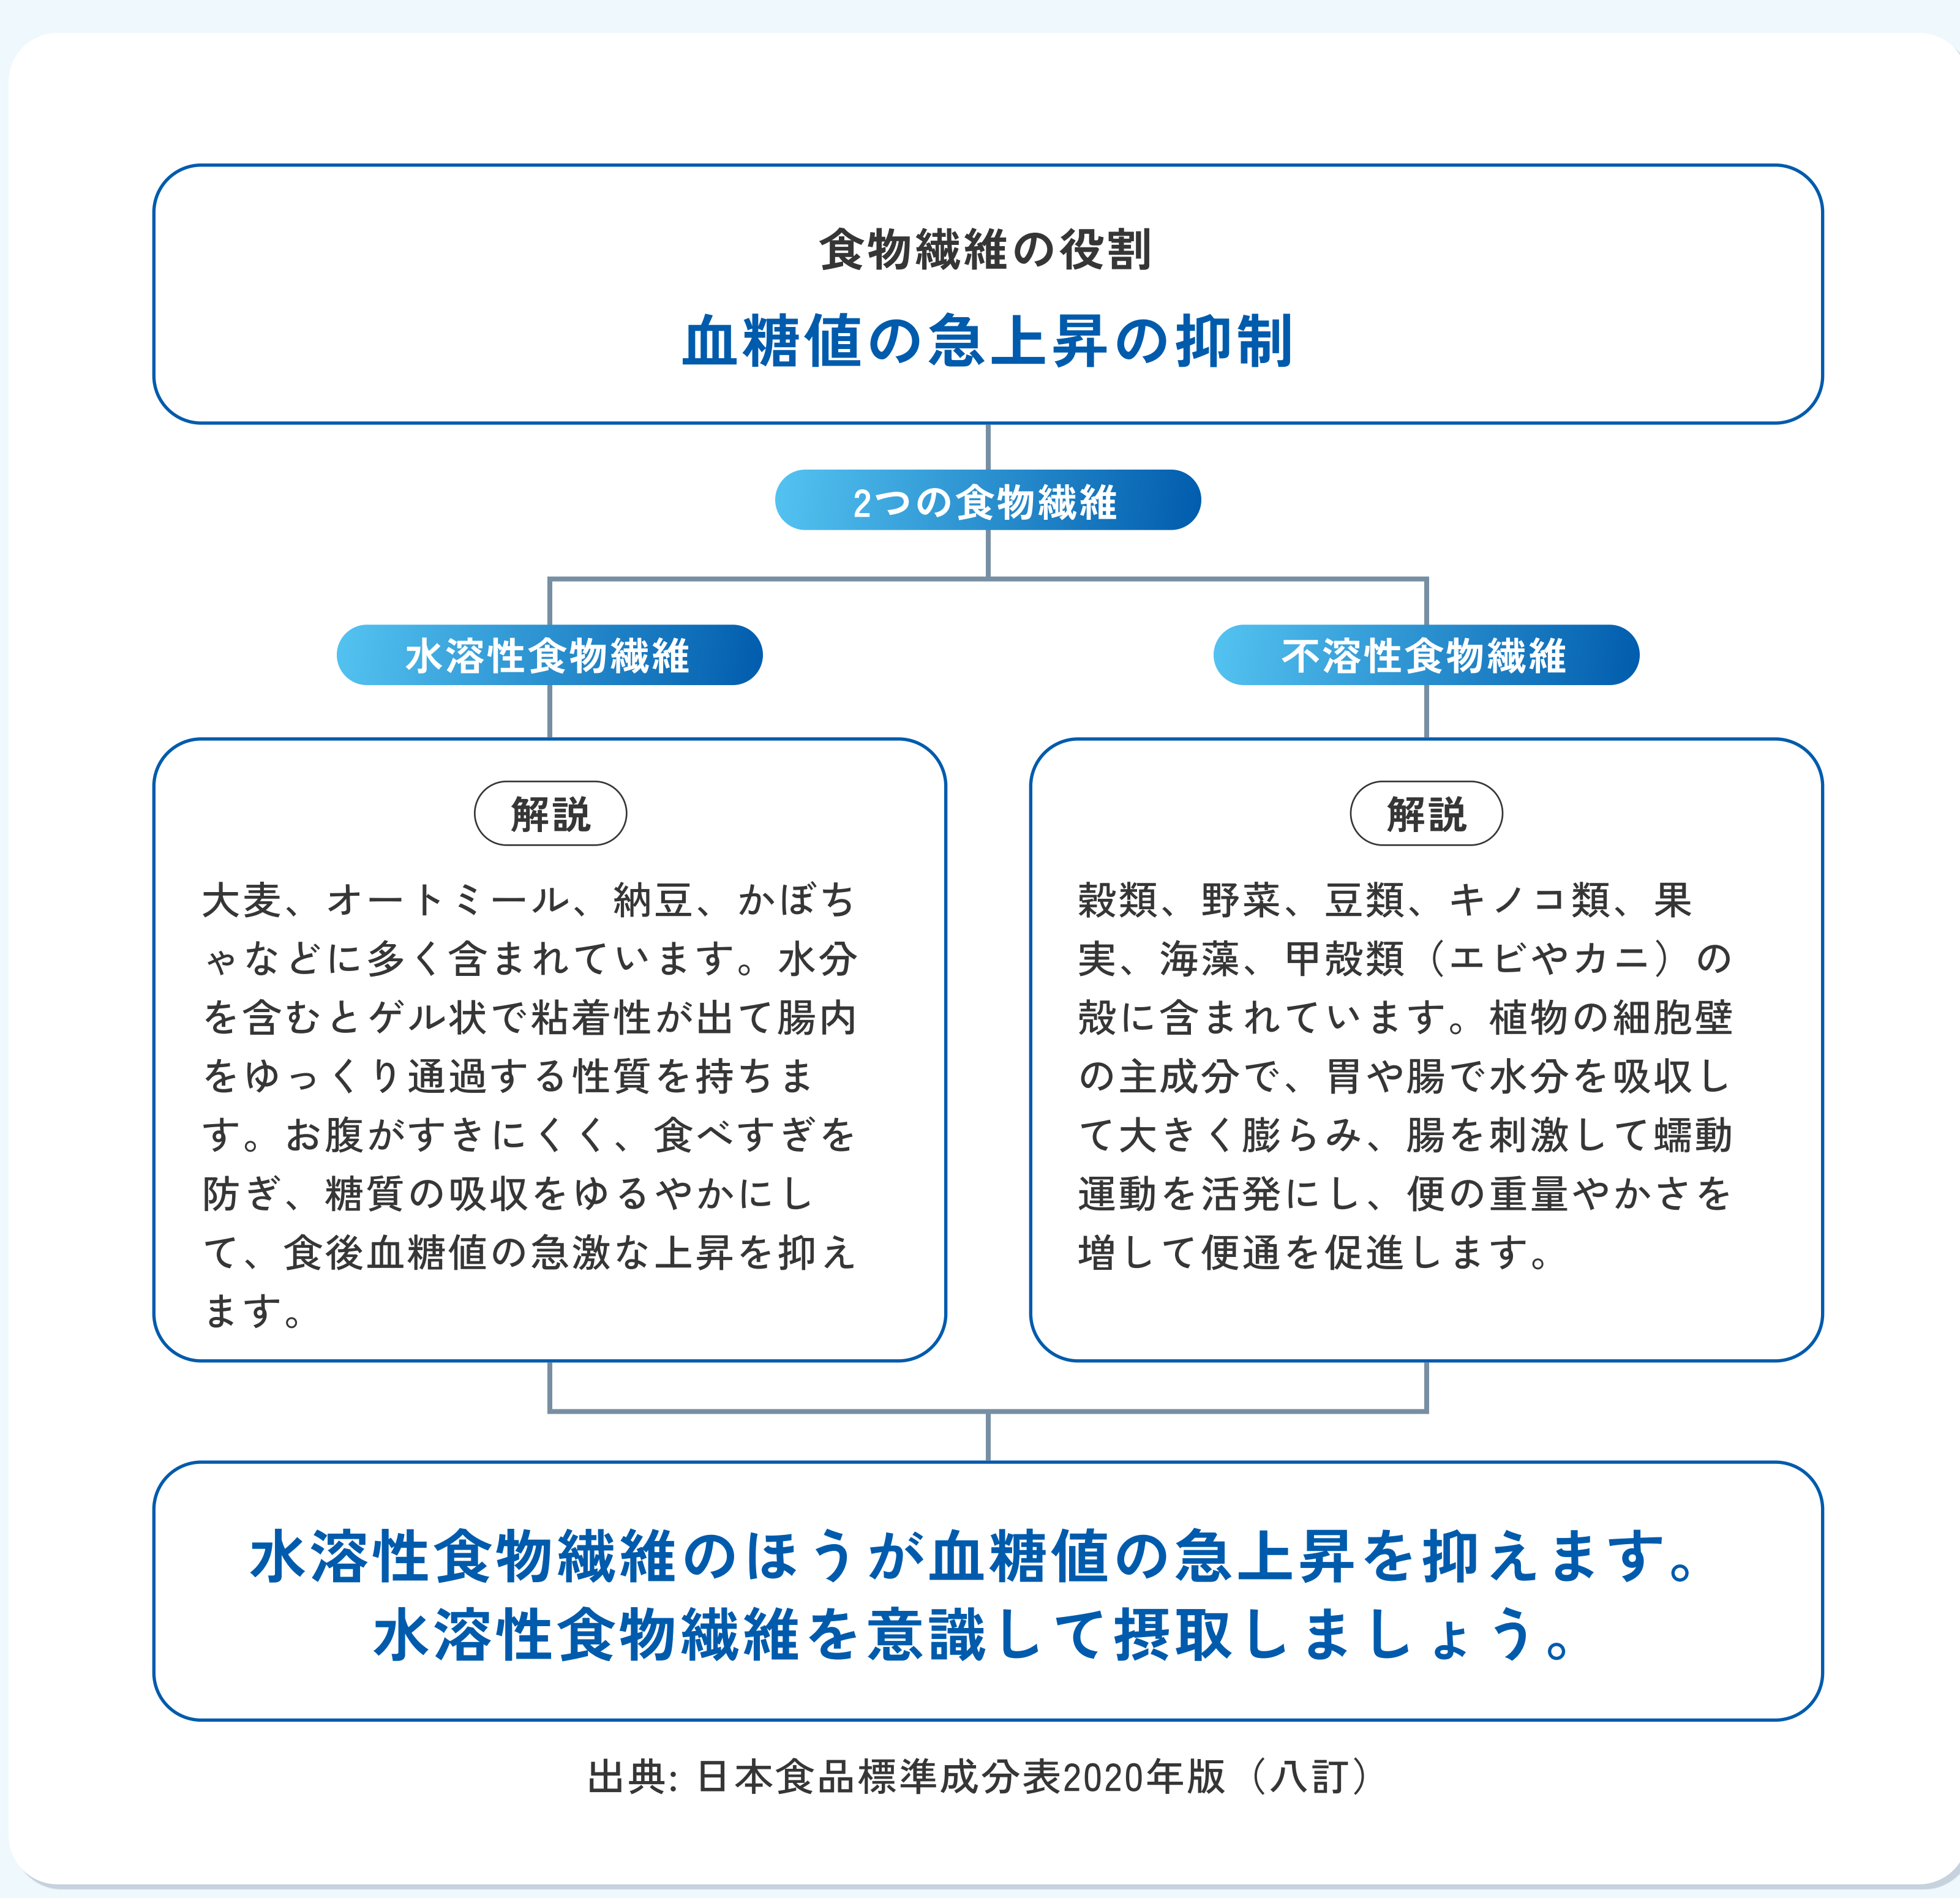 食物繊維の役割
血糖値の急上昇の抑制
2つの食物繊維
水溶性食物繊維
不溶性食物繊維
解説
大麦、オートミール、納豆、かぼち
ゃなどに多く含まれています。水分
を含むとゲル状で粘着性が出て腸内
をゆっくり通過する性質を持ちま
す。お腹がすきにくく、食べすぎを
防ぎ、糖質の吸収をゆるやかにし
て、食後血糖値の急激な上昇を抑え
ます。
解説
穀類、野菜、豆類、キノコ類、果
実、海藻、甲殻類（エビやカニ）の
殻に含まれています。植物の細胞壁
の主成分で、胃や腸で水分を吸収し
て大きく膨らみ、腸を刺激して蠕動
運動を活発にし、便の重量やかさを
増して便通を促進します。
水溶性食物繊維のほうが血糖値の急上昇を抑えます。
水溶性食物繊維を意識して摂取しましょう。
出典: 日本食品標準成分表2020年版（八訂）